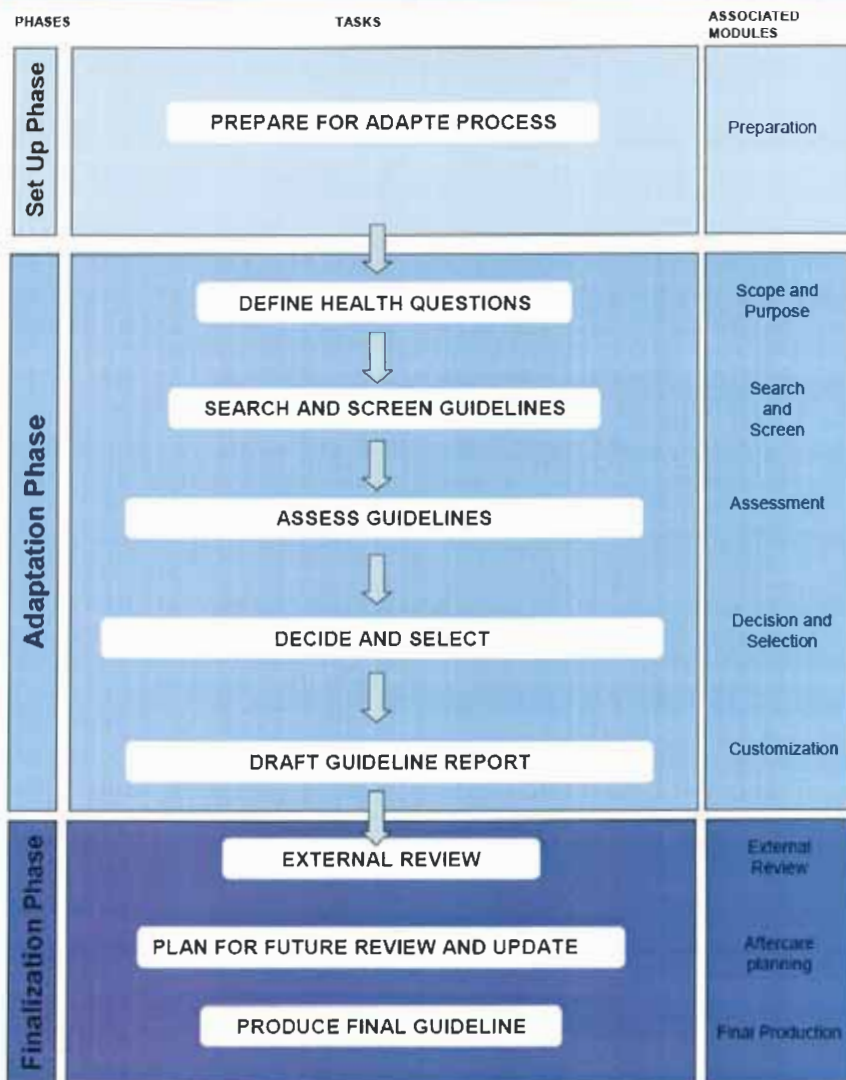 PHASES
TASKS
ASSOCIATED
MODULES
Set Up Phase
PREPARE FOR ADAPTE PROCESS
Preparation
Adaptation Phase
DEFINE HEALTH QUESTIONS
Scope and
Purpose
SEARCH AND SCREEN GUIDELINES
Search
and
Screen
ASSESS GUIDELINES
Assessment
DECIDE AND SELECT
Decision and
Selection
DRAFT GUIDELINE REPORT
Customization
Finalization Phase
EXTERNAL REVIEW
External
Review
PLAN FOR FUTURE REVIEW AND UPDATE
Aftercare
planning
PRODUCE FINAL GUIDELINE
Final Production